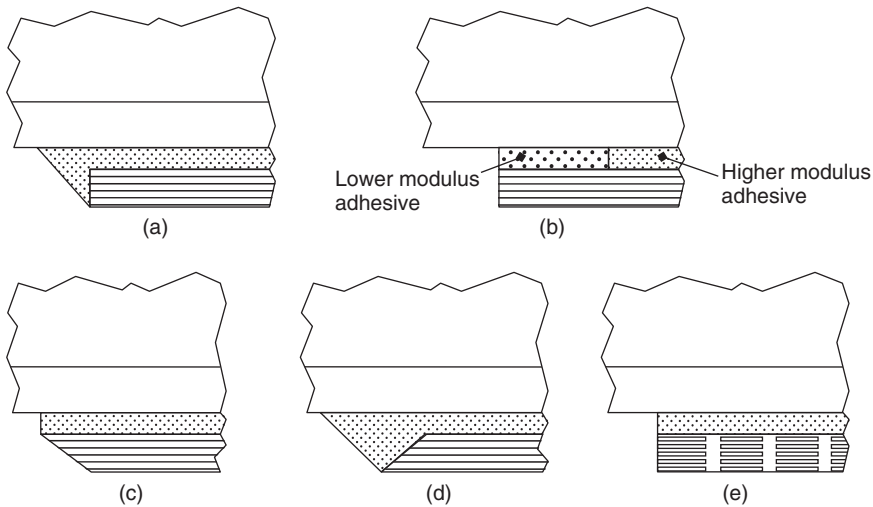 (a)
Lower modulus
adhesive
Higher modulus
adhesive
(b)
(c)
(d)
(e)